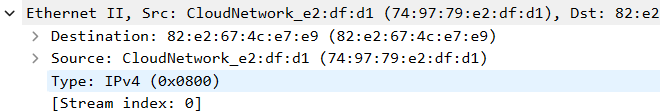 Ethernet II, Src: CloudNetwork_e2:df:d1 (74:97:79:e2:df:d1), Dst: 82:e2
Destination: 82:e2:67:4c:e7:e9 (82:e2:67:4c:e7:e9)
Source: CloudNetwork_e2:df:d1 (74:97:79:e2:df:d1)
Type: IPv4 (0x0800)
[Stream index: 0]